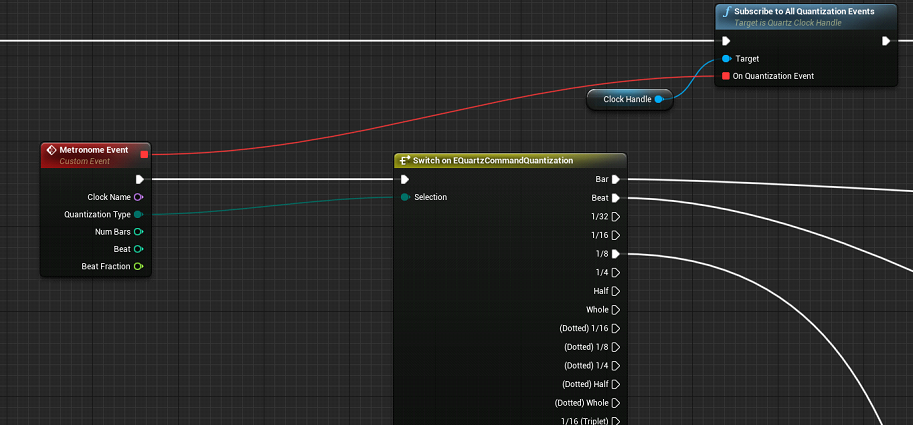 Subscribe to All Quantization Events
Target is Quartz Clock Handle
Target
On Quantization Event
Clock Handle
Metronome Event
Custom Event
Clock Name
Quantization Type
Num Bars
Beat
Beat Fraction
Switch on EQuartzCommandQuantization
Selection
Bar
Beat
1/32
1/16
1/8
1/4
Half
Whole
(Dotted) 1/16
(Dotted) 1/8
(Dotted) 1/4
(Dotted) Half
(Dotted) Whole
1/16 (Triplet)